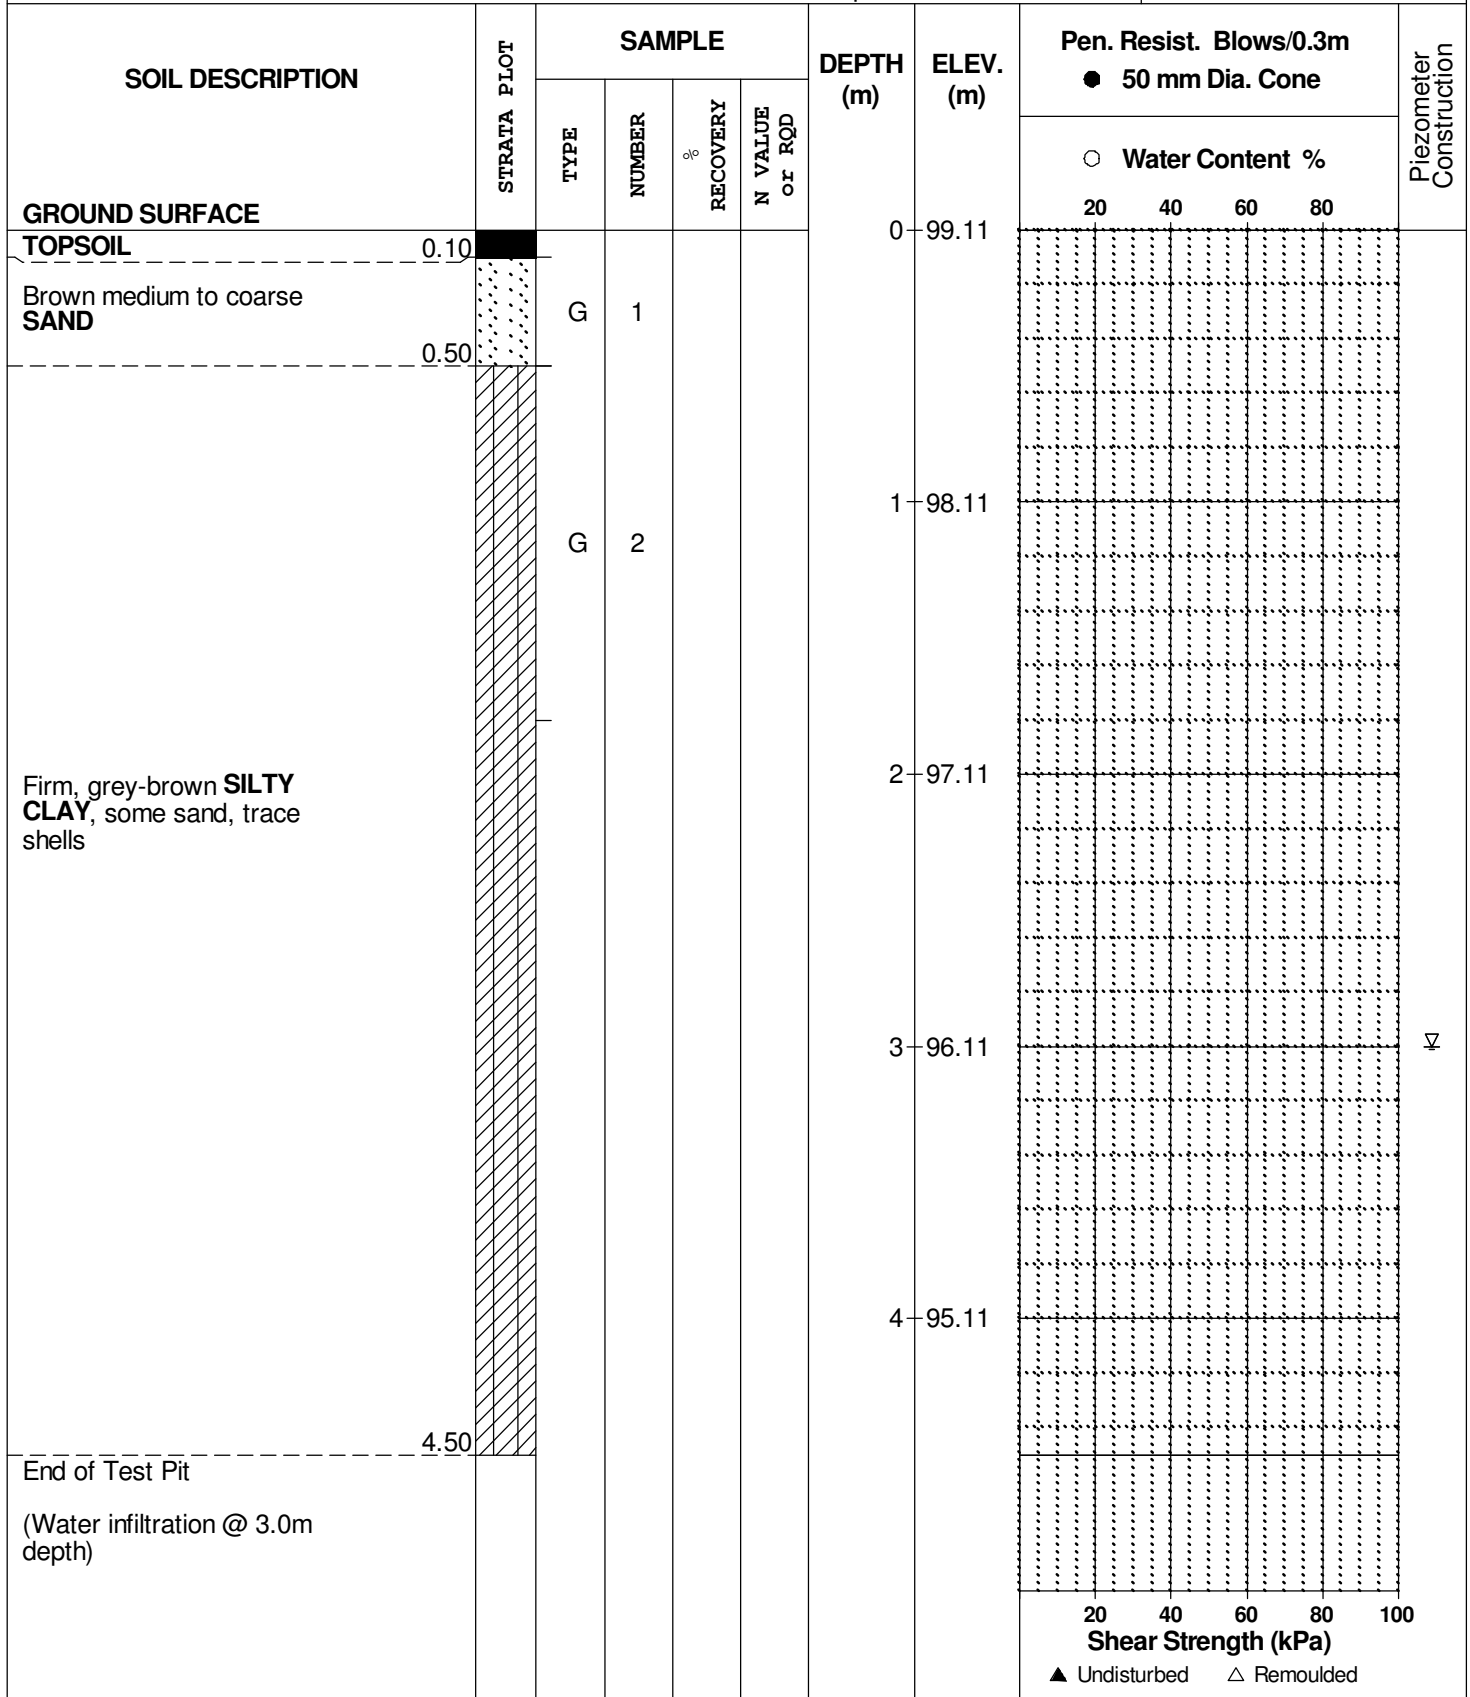 SOIL DESCRIPTION
STRATA PLOT
SAMPLE
TYPE
NUMBER
%
RECOVERY
N VALUE
or RQD
DEPTH
(m)
ELEV.
(m)
Pen. Resist. Blows/0.3m
● 50 mm Dia. Cone
○ Water Content %
20 40 60 80
Piezometer
Construction
GROUND SURFACE
0 99.11
TOPSOIL 0.10
Brown medium to coarse
SAND
G 1
0.50
1 98.11
G 2
2 97.11
Firm, grey-brown SILTY
CLAY, some sand, trace
shells
3 96.11
4 95.11
4.50
End of Test Pit
(Water infiltration @ 3.0m
depth)
20 40 60 80 100
Shear Strength (kPa)
▲ Undisturbed △ Remoulded